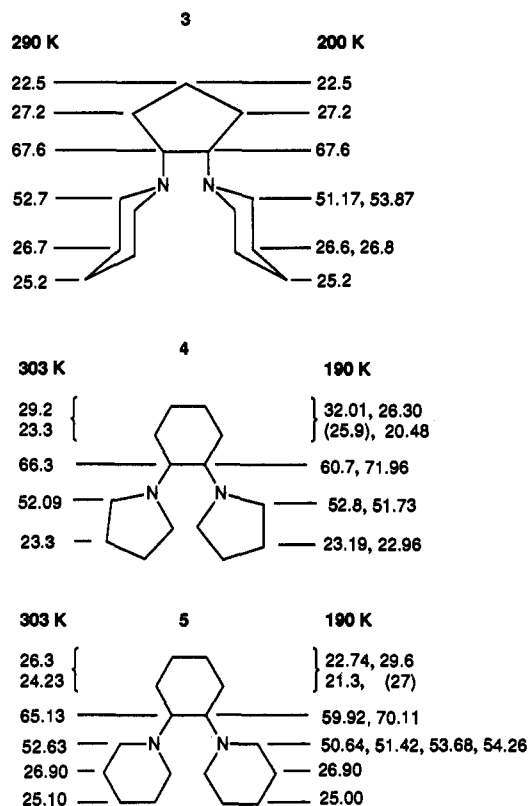 3
290 K 200 K
22.5 22.5
27.2 27.2
67.6 67.6
N N
52.7 51.17, 53.87
26.7 26.6, 26.8
25.2 25.2
4
303 K 190 K
29.2 32.01, 26.30
23.3 (25.9), 20.48
66.3 60.7, 71.96
N N
52.09 52.8, 51.73
23.3 23.19, 22.96
303 K 5 190 K
26.3 22.74, 29.6
24.23 21.3, (27)
65.13 59.92, 70.11
52.63 N N 50.64, 51.42, 53.68, 54.26
26.90 26.90
25.10 25.00